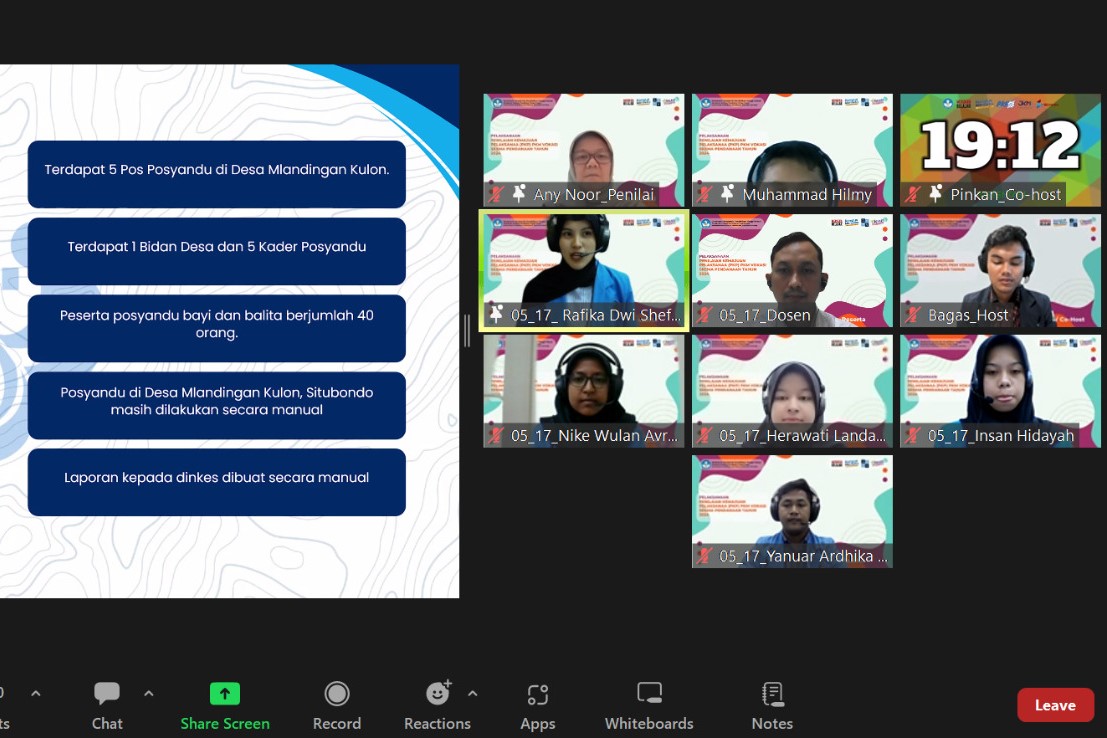 Terdapat 5 Pos Posyandu di Desa Mlandingan Kulon.
Terdapat 1 Bidan Desa dan 5 Kader Posyandu
Peserta posyandu bayi dan balita berjumlah 40
orang.
Posyandu di Desa Mlandingan Kulon, Situbondo
masih dilakukan secara manual
Laporan kepada dinkes dibuat secara manual
Any Noor_Penilai
Muhammad Hilmy
19:12
Pinkan_Co-host
05_17_ Rafika Dwi Shef...
05_17_Dosen
Bagas_Host
05_17_Nike Wulan Avr...
05_17_Herawati Landa...
05_17_Insan Hidayah
05_17_Yanuar Ardhika ...
Chat
Share Screen
Record
Reactions
Apps
Whiteboards
Notes
Leave